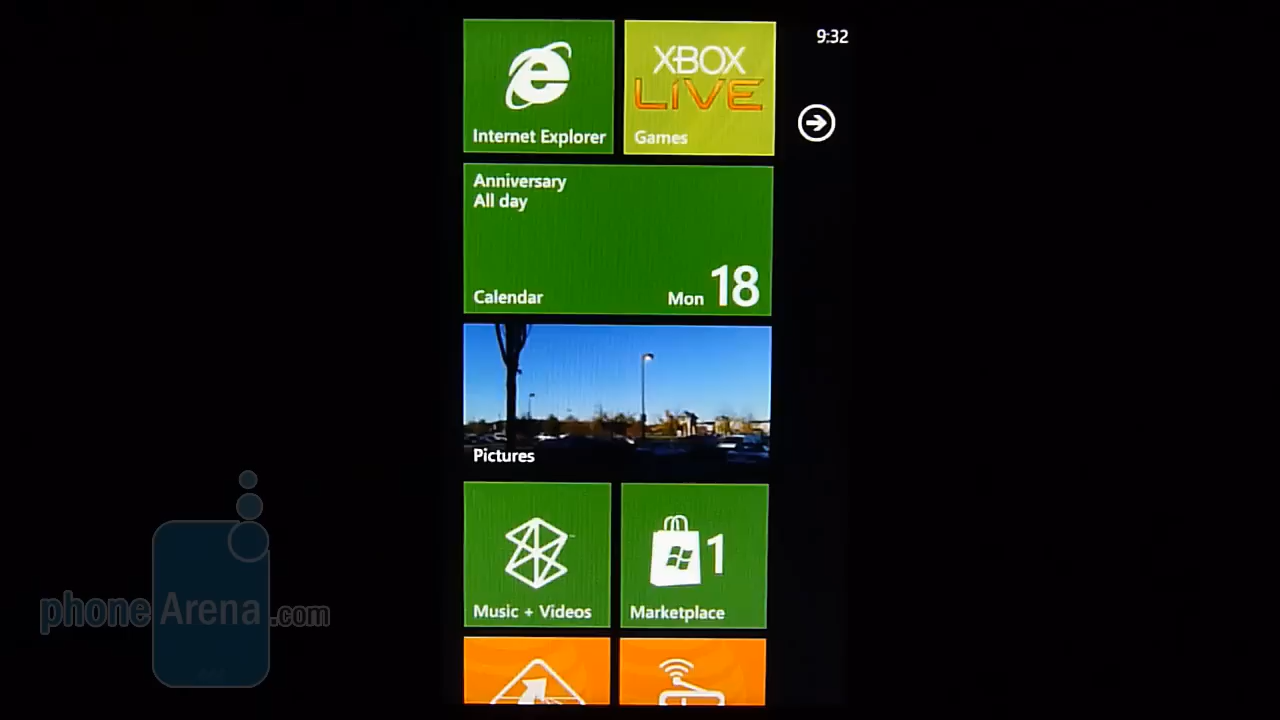 9:32
XBOX
LIVE
Internet Explorer
Games
Anniversary
All day
Calendar
Mon 18
Pictures
1
Music + Videos
Marketplace
phoneArena.com